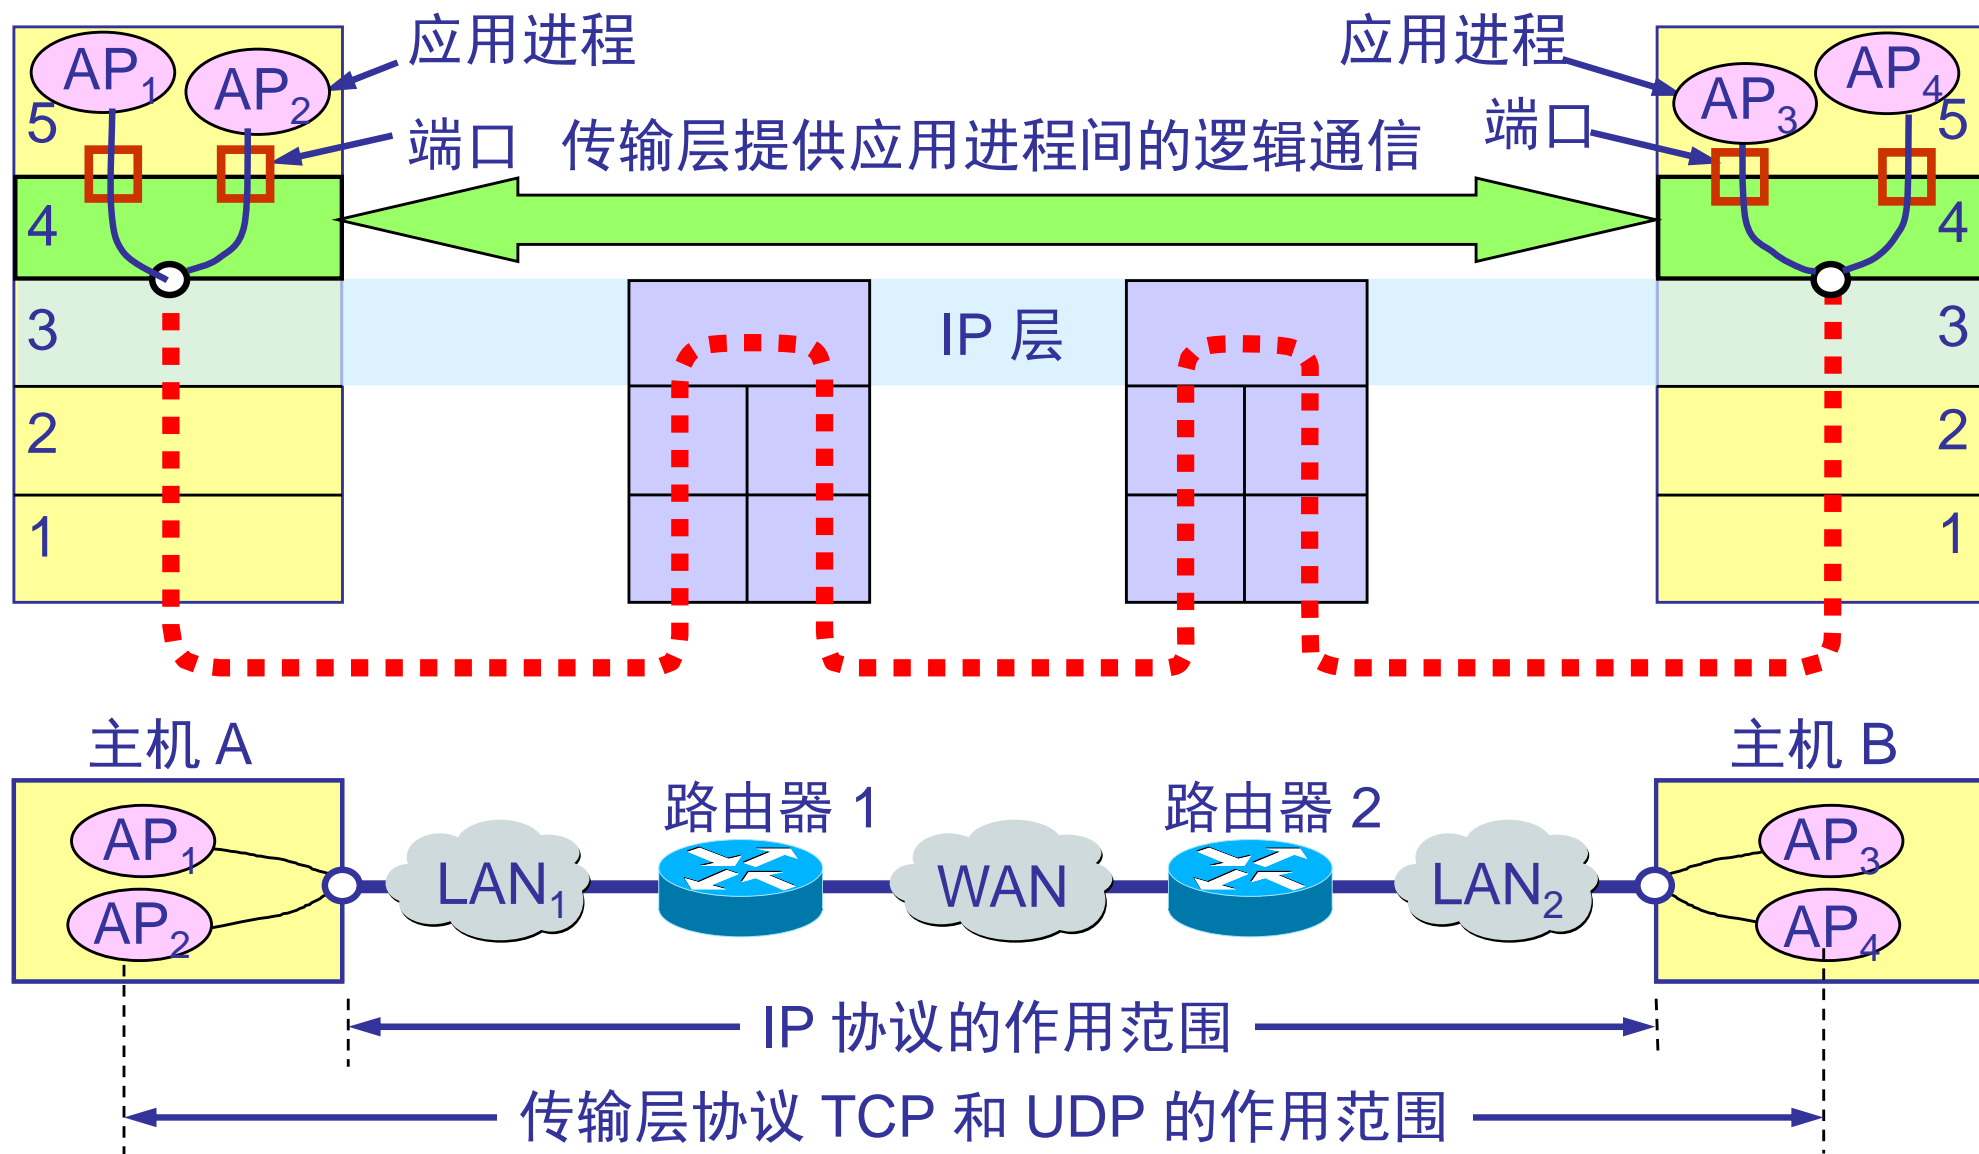 应用进程
应用进程
AP1
AP2
AP3
AP4
5
端口
传输层提供应用进程间的逻辑通信
端口
5
4
4
3
IP 层
3
2
2
1
1
主机 A
主机 B
路由器 1
路由器 2
AP1
AP2
LAN1
WAN
LAN2
AP3
AP4
IP 协议的作用范围
传输层协议 TCP 和 UDP 的作用范围